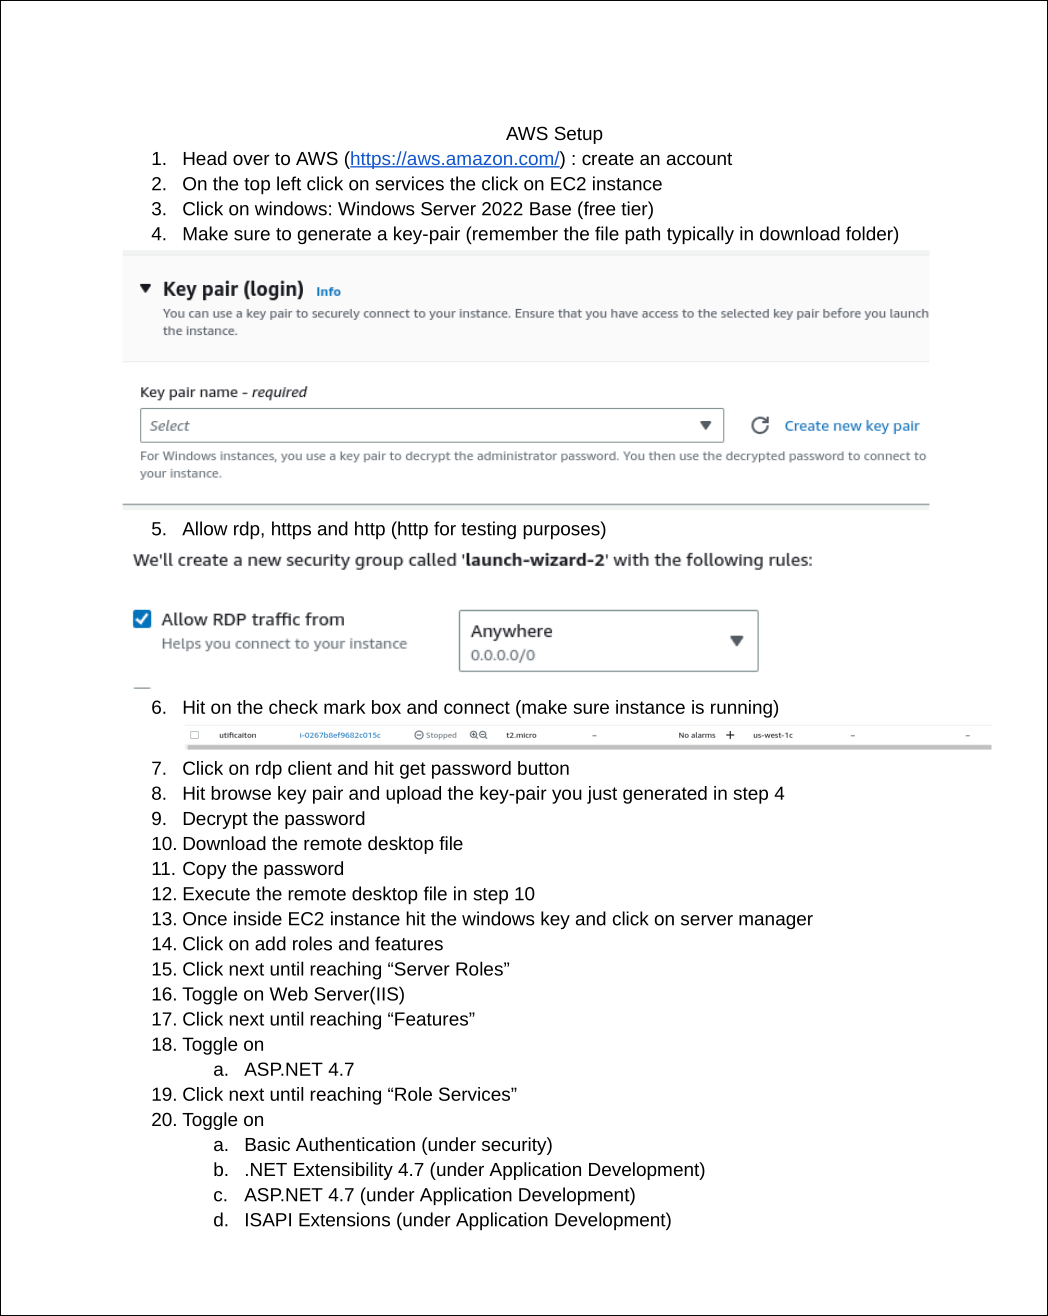 AWS Setup
1. Head over to AWS (https://aws.amazon.com/) : create an account
2. On the top left click on services the click on EC2 instance
3. Click on windows: Windows Server 2022 Base (free tier)
4. Make sure to generate a key-pair (remember the file path typically in download folder)
Key pair (login) Info
You can use a key pair to securely connect to your instance. Ensure that you have access to the selected key pair before you launch
the instance.
Key pair name - required
Select
Create new key pair
For Windows instances, you use a key pair to decrypt the administrator password. You then use the decrypted password to connect to
your instance.
5. Allow rdp, https and http (http for testing purposes)
We'll create a new security group called 'launch-wizard-2' with the following rules:
Allow RDP traffic from
Helps you connect to your instance
Anywhere
0.0.0.0/0
6. Hit on the check mark box and connect (make sure instance is running)
utificaiton i-0267b8ef9682c015c Stopped t2.micro – No alarms + us-west-1c – –
7. Click on rdp client and hit get password button
8. Hit browse key pair and upload the key-pair you just generated in step 4
9. Decrypt the password
10. Download the remote desktop file
11. Copy the password
12. Execute the remote desktop file in step 10
13. Once inside EC2 instance hit the windows key and click on server manager
14. Click on add roles and features
15. Click next until reaching “Server Roles”
16. Toggle on Web Server(IIS)
17. Click next until reaching “Features”
18. Toggle on
a. ASP.NET 4.7
19. Click next until reaching “Role Services”
20. Toggle on
a. Basic Authentication (under security)
b. .NET Extensibility 4.7 (under Application Development)
c. ASP.NET 4.7 (under Application Development)
d. ISAPI Extensions (under Application Development)